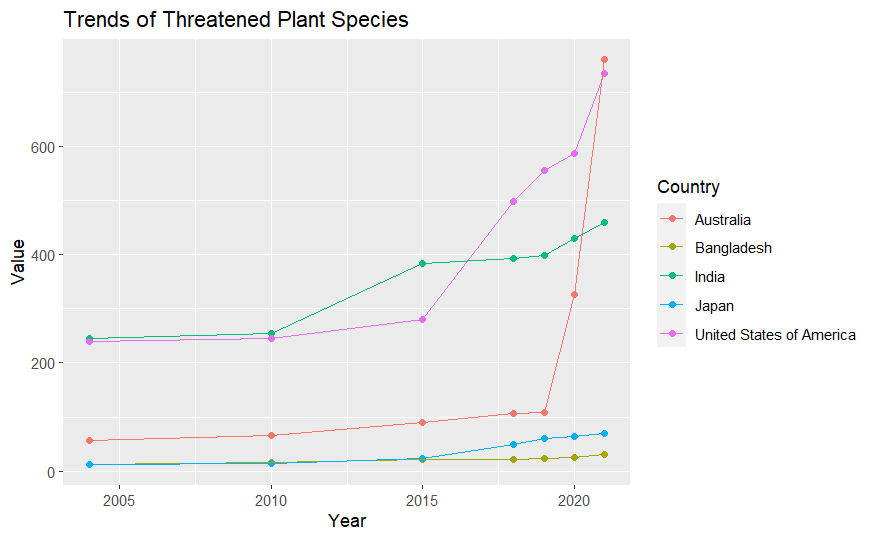 Trends of Threatened Plant Species
Value
600
400
200
0
2005 2010 2015 2020
Year
Country
Australia
Bangladesh
India
Japan
United States of America